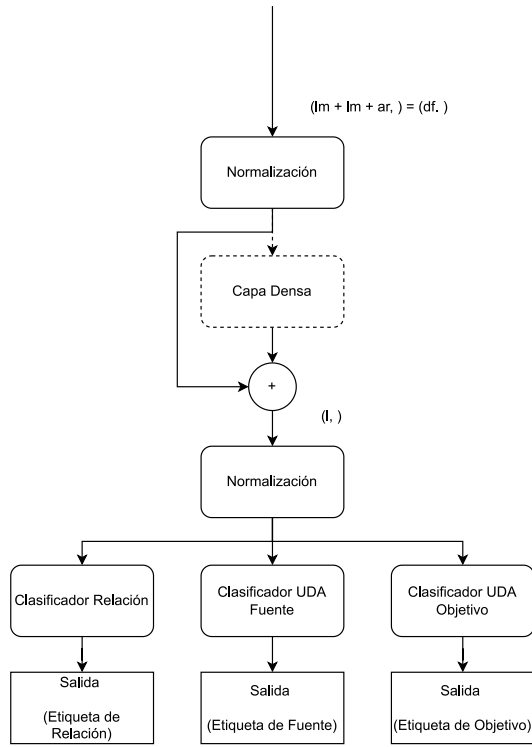 (lm + lm + ar, ) = (df. )
Normalización
Capa Densa
+
(l, )
Normalización
Clasificador Relación
Clasificador UDA
Fuente
Clasificador UDA
Objetivo
Salida
(Etiqueta de
Relación)
Salida
(Etiqueta de Fuente)
Salida
(Etiqueta de Objetivo)